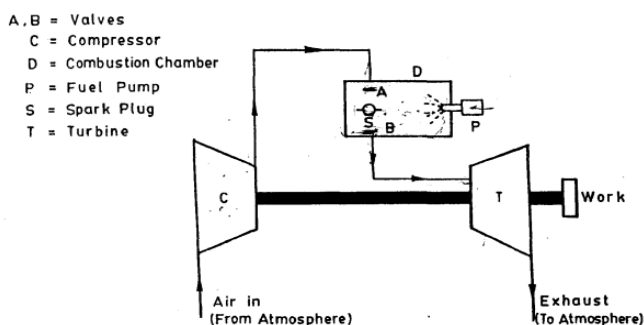 A,B = Valves
C = Compressor
D = Combustion Chamber
P = Fuel Pump
S = Spark Plug
T = Turbine
D
A
S
B
P
C
T
Work
Air in
(From Atmosphere)
Exhaust
(To Atmosphere)